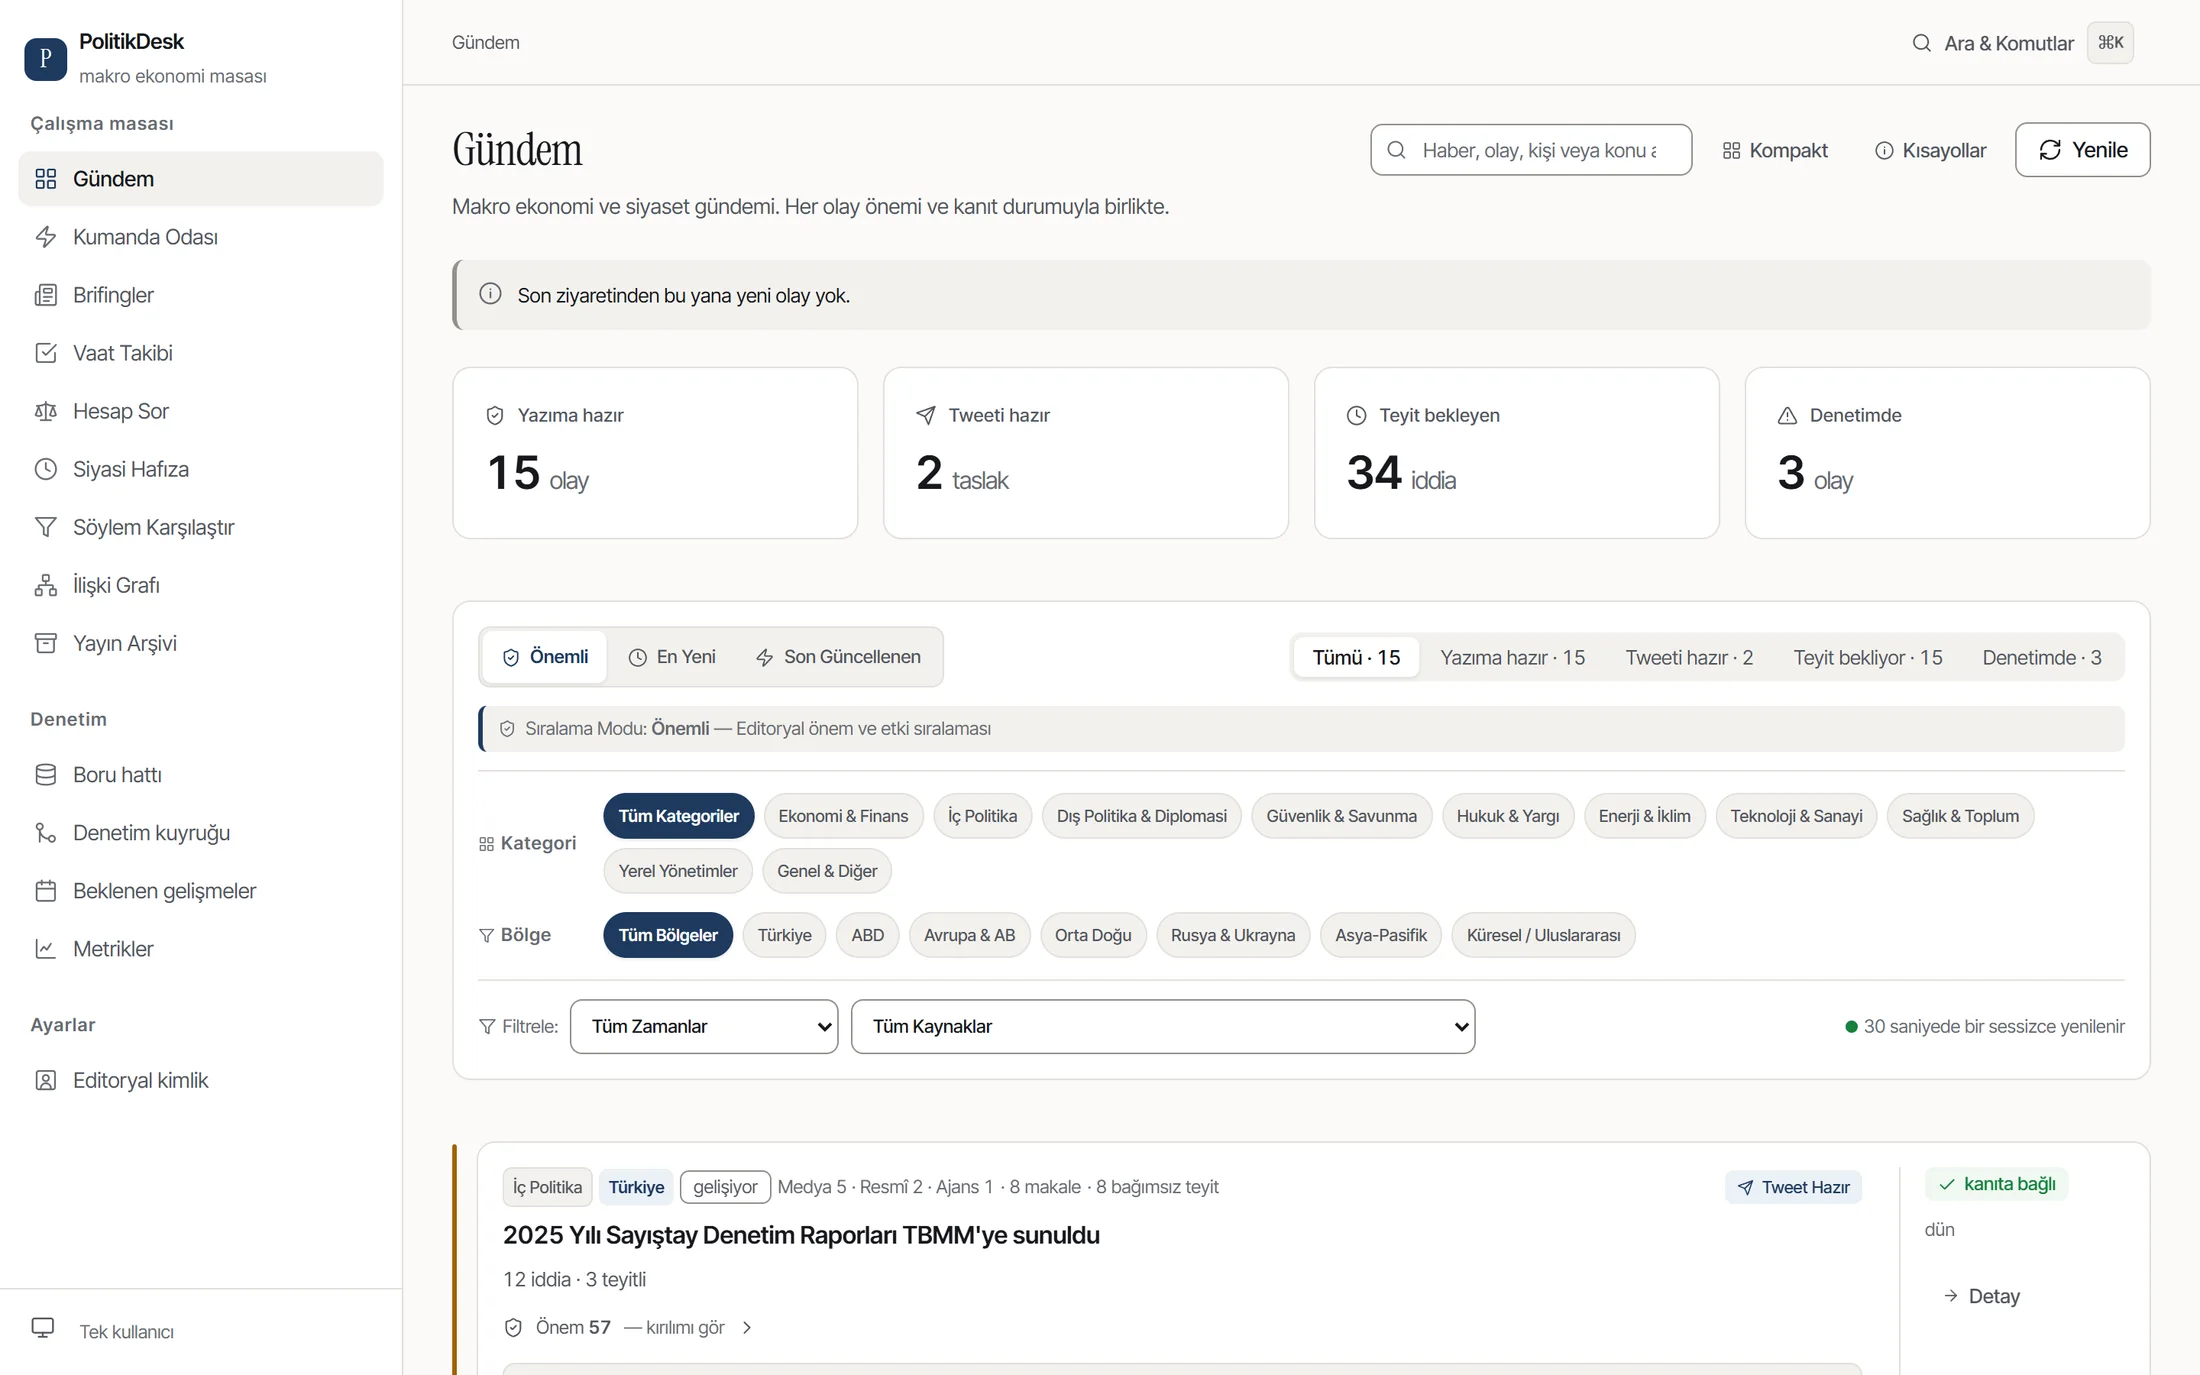 P
PolitikDesk
makro ekonomi masası
Çalışma masası
Gündem
Kumanda Odası
Brifingler
Vaat Takibi
Hesap Sor
Siyasi Hafıza
Söylem Karşılaştır
İlişki Grafı
Yayın Arşivi
Denetim
Boru hattı
Denetim kuyruğu
Beklenen gelişmeler
Metrikler
Ayarlar
Editoryal kimlik
Tek kullanıcı
Gündem
Ara & Komutlar ⌘K
Gündem
Haber, olay, kişi veya konu a
Kompakt
Kısayollar
Yenile
Makro ekonomi ve siyaset gündemi. Her olay önemi ve kanıt durumuyla birlikte.
Son ziyaretinden bu yana yeni olay yok.
Yazıma hazır
15 olay
Tweeti hazır
2 taslak
Teyit bekleyen
34 iddia
Denetimde
3 olay
Önemli En Yeni Son Güncellenen
Tümü · 15 Yazıma hazır · 15 Tweeti hazır · 2 Teyit bekliyor · 15 Denetimde · 3
Sıralama Modu: Önemli — Editoryal önem ve etki sıralaması
Kategori
Tüm Kategoriler Ekonomi & Finans İç Politika Dış Politika & Diplomasi Güvenlik & Savunma Hukuk & Yargı Enerji & İklim Teknoloji & Sanayi Sağlık & Toplum
Yerel Yönetimler Genel & Diğer
Bölge
Tüm Bölgeler Türkiye ABD Avrupa & AB Orta Doğu Rusya & Ukrayna Asya-Pasifik Küresel / Uluslararası
Filtrele: Tüm Zamanlar Tüm Kaynaklar
30 saniyede bir sessizce yenilenir
İç Politika Türkiye gelişiyor Medya 5 · Resmî 2 · Ajans 1 · 8 makale · 8 bağımsız teyit
Tweet Hazır
2025 Yılı Sayıştay Denetim Raporları TBMM'ye sunuldu
12 iddia · 3 teyitli
Önem 57 — kırılımı gör
kanıta bağlı
dün
Detay